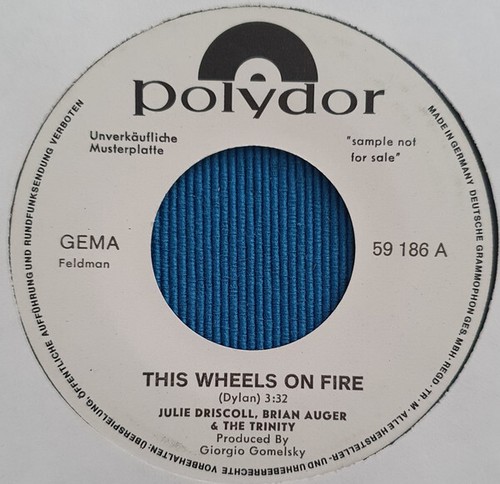 polydor
Unverkäufliche
Musterplatte
"sample not
for sale"
GEMA
Feldman
59 186 A
THIS WHEELS ON FIRE
(Dylan) 3:32
JULIE DRISCOLL, BRIAN AUGER
& THE TRINITY
Produced By
Giorgio Gomelsky
MADE IN GERMANY DEUTSCHE GRAMMOPHON GES. MBH · REGD · TR · M · ALLE HERSTELLER- UND URHEBERRECHTE VORBEHALTEN · ÜBERSPIELUNG, ÖFFENTLICHE AUFFÜHRUNG UND RUNDFUNKSENDUNG VERBOTEN